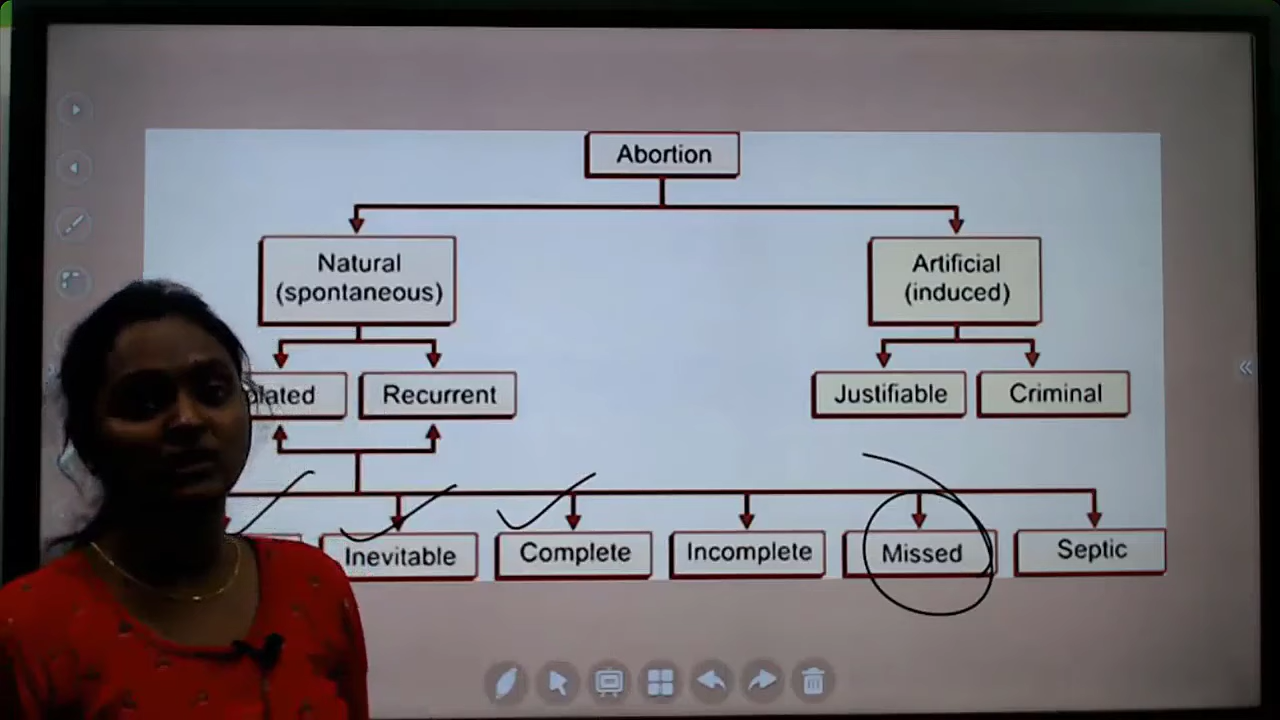 Abortion
Natural
(spontaneous)
Artificial
(induced)
Recurrent
Justifiable
Criminal
Inevitable
Complete
Incomplete
Missed
Septic